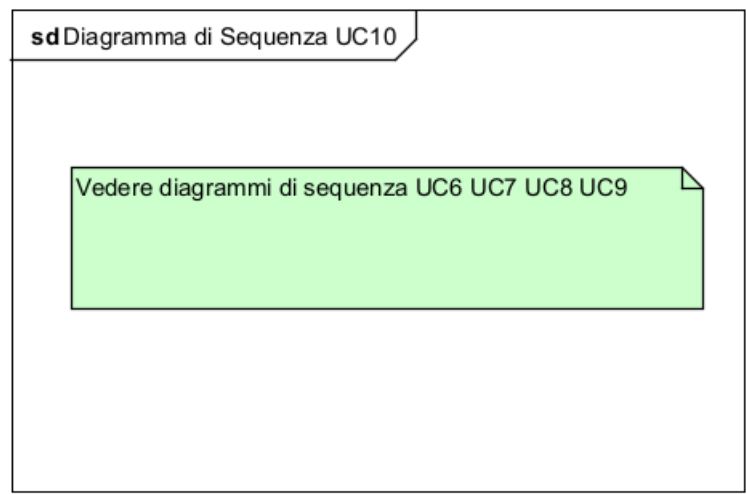 sd Diagramma di Sequenza UC10
Vedere diagrammi di sequenza UC6 UC7 UC8 UC9